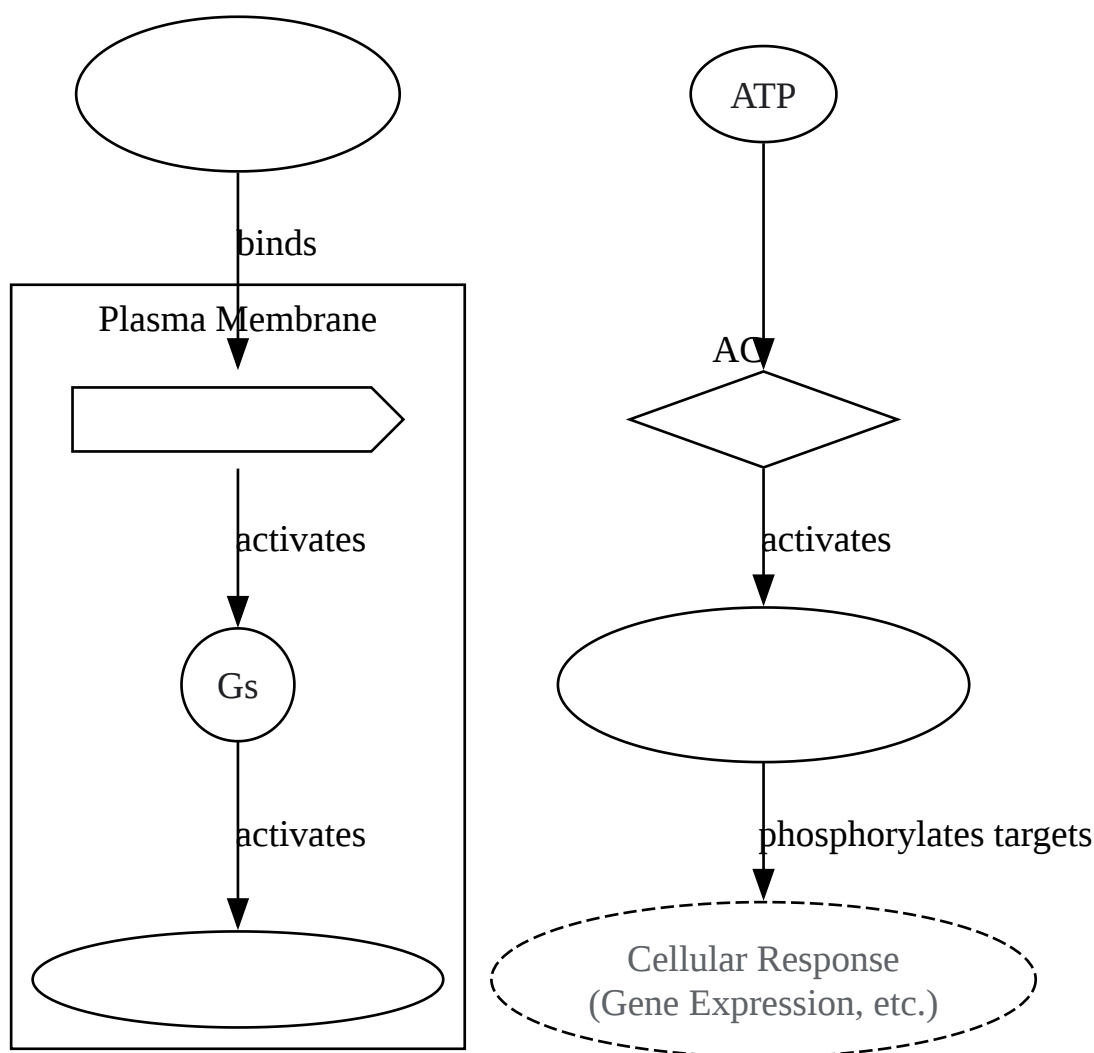 binds
Plasma Membrane
activates
Gs
activates
ATP
AC
activates
phosphorylates targets
Cellular Response
(Gene Expression, etc.)